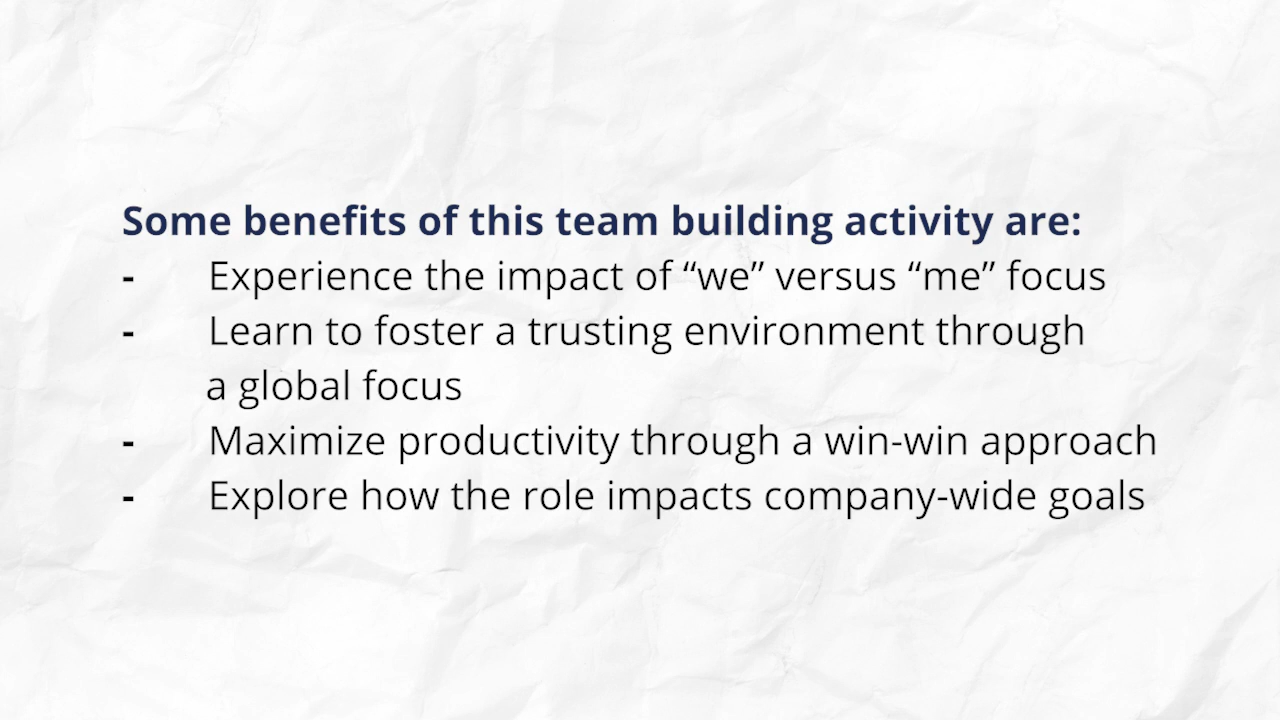 Some benefits of this team building activity are:
- Experience the impact of “we” versus “me” focus
- Learn to foster a trusting environment through
a global focus
- Maximize productivity through a win-win approach
- Explore how the role impacts company-wide goals